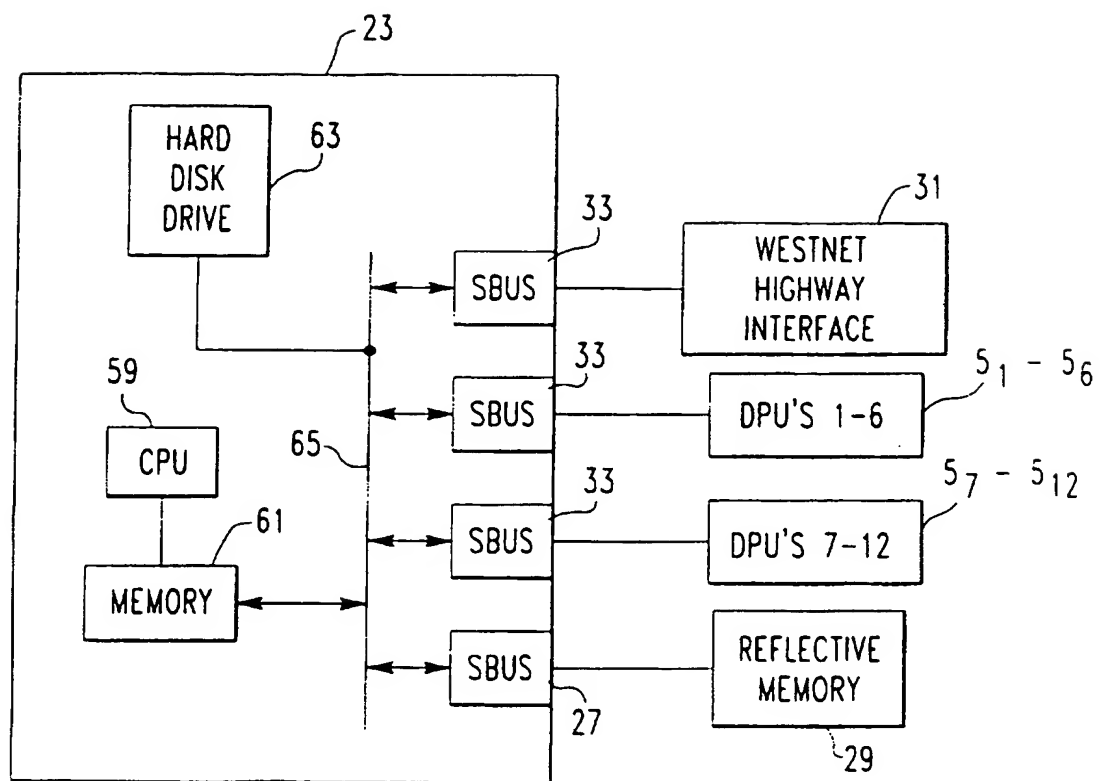 23
HARD
DISK
DRIVE
63
33
SBUS
31
WESTNET
HIGHWAY
INTERFACE
33
SBUS
5₁ - 5₆
DPU'S 1-6
59
CPU
65
33
SBUS
5₇ - 5₁₂
DPU'S 7-12
61
MEMORY
SBUS
27
REFLECTIVE
MEMORY
29